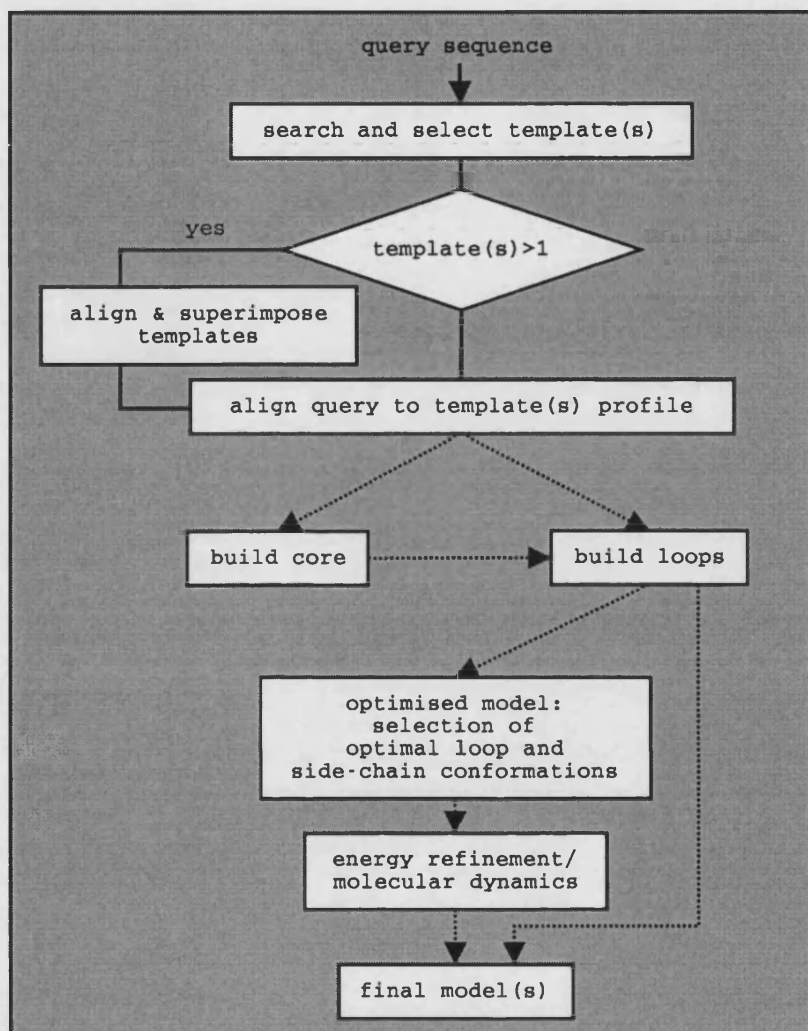 query sequence
search and select template(s)
yes
template(s)>1
align & superimpose
templates
align query to template(s) profile
build core
build loops
optimised model:
selection of
optimal loop and
side-chain conformations
energy refinement/
molecular dynamics
final model(s)